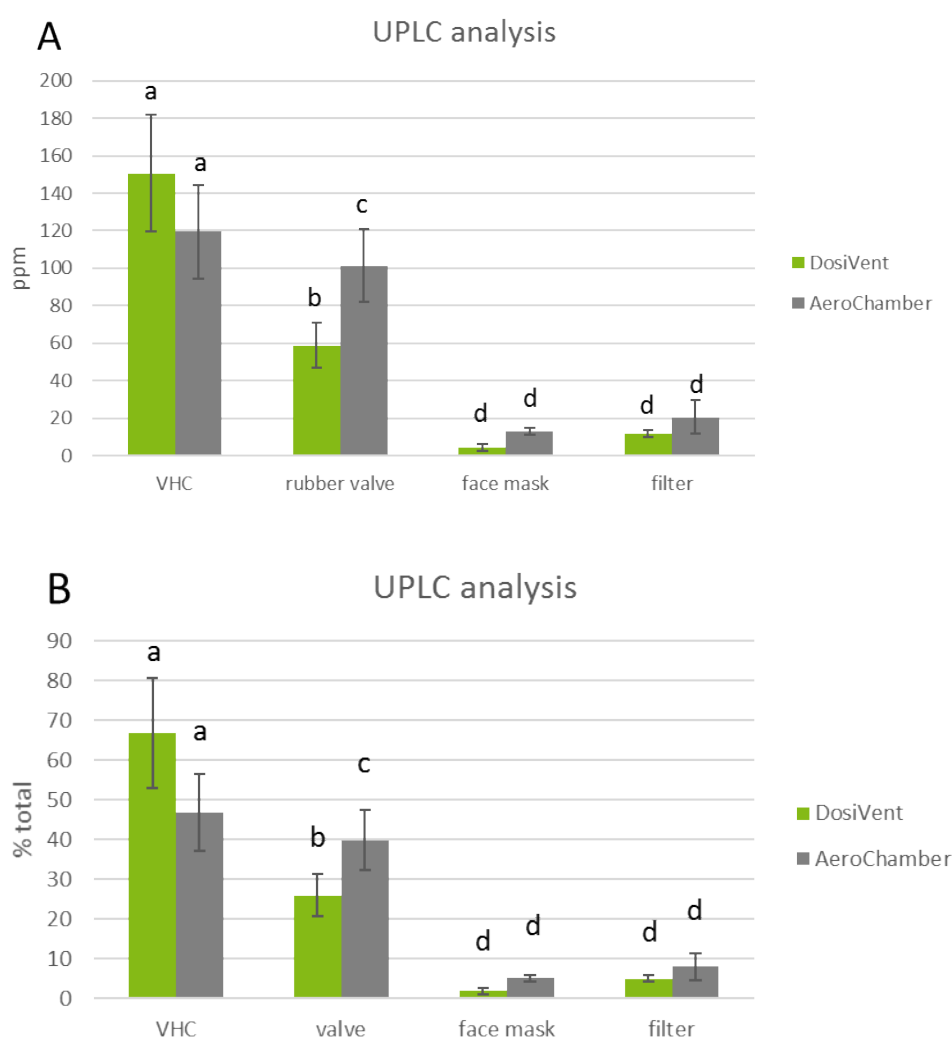 A
UPLC analysis
200
180
160
140
120
100
80
60
40
20
0
ppm
a
a
b
c
d
d
d
d
VHC
rubber valve
face mask
filter
DosiVent
AeroChamber
B
UPLC analysis
90
80
70
60
50
40
30
20
10
0
% total
a
a
b
c
d
d
d
d
VHC
valve
face mask
filter
DosiVent
AeroChamber